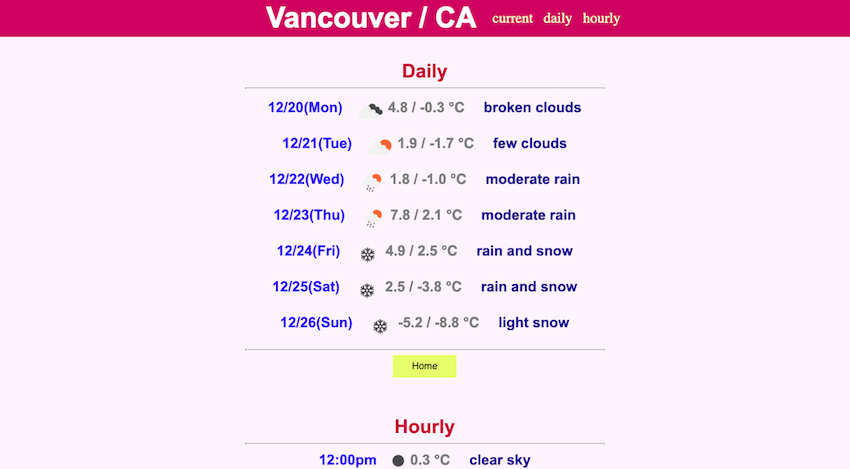 Vancouver / CA current daily hourly
Daily
12/20(Mon) 4.8 / -0.3 °C broken clouds
12/21(Tue) 1.9 / -1.7 °C few clouds
12/22(Wed) 1.8 / -1.0 °C moderate rain
12/23(Thu) 7.8 / 2.1 °C moderate rain
12/24(Fri) 4.9 / 2.5 °C rain and snow
12/25(Sat) 2.5 / -3.8 °C rain and snow
12/26(Sun) -5.2 / -8.8 °C light snow
Home
Hourly
12:00pm 0.3 °C clear sky